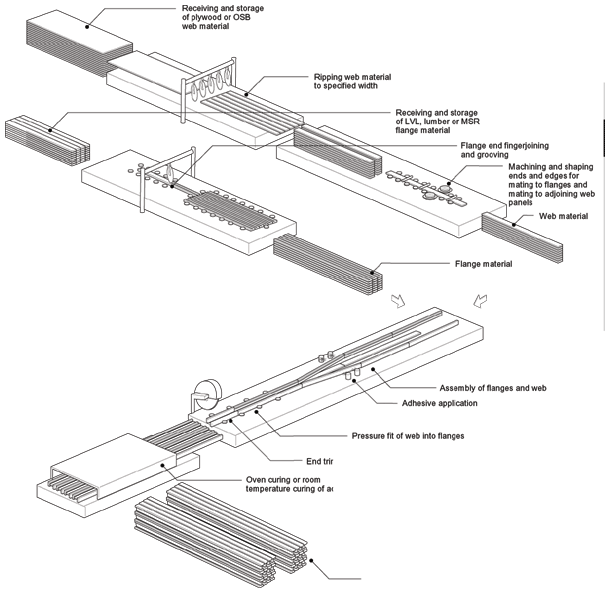 Receiving and storage
of plywood or OSB
web material
Ripping web material
to specified width
Receiving and storage
of LVL, lumber or MSR
flange material
Flange end fingerjoining
and grooving
Machining and shaping
ends and edges for
mating to flanges and
mating to adjoining web
panels
Web material
Flange material
Assembly of flanges and web
Adhesive application
Pressure fit of web into flanges
End trir
Oven curing or room
temperature curing of